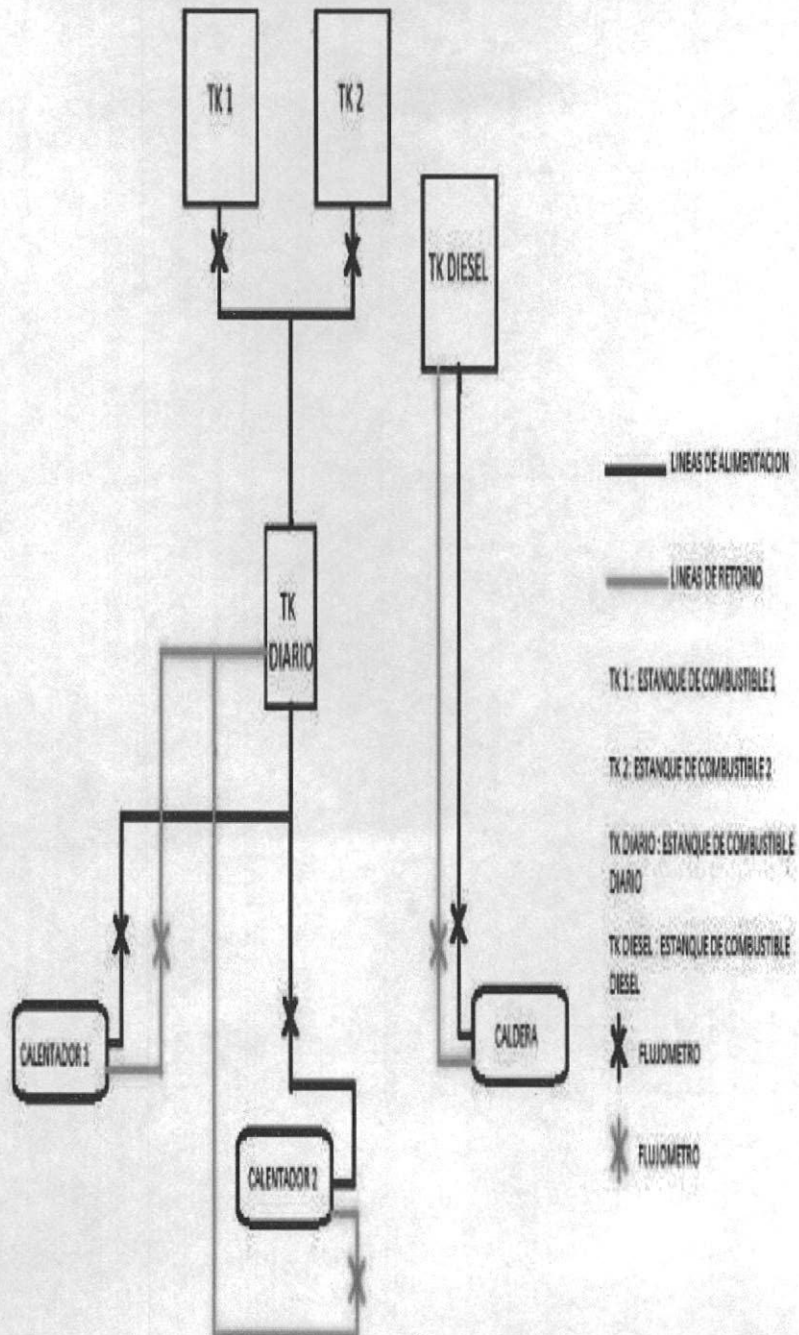 TK 1
TK 2
TK DIESEL
TK
DIARIO
CALENTADOR 1
CALENTADOR 2
CALDERA
LINEAS DE ALIMENTACION
LINEAS DE RETORNO
TK 1 : ESTANQUE DE COMBUSTIBLE 1
TK 2: ESTANQUE DE COMBUSTIBLE 2
TK DIARIO : ESTANQUE DE COMBUSTIBLE
DIARIO
TK DIESEL : ESTANQUE DE COMBUSTIBLE
DIESEL
FLUJOMETRO
FLUJOMETRO